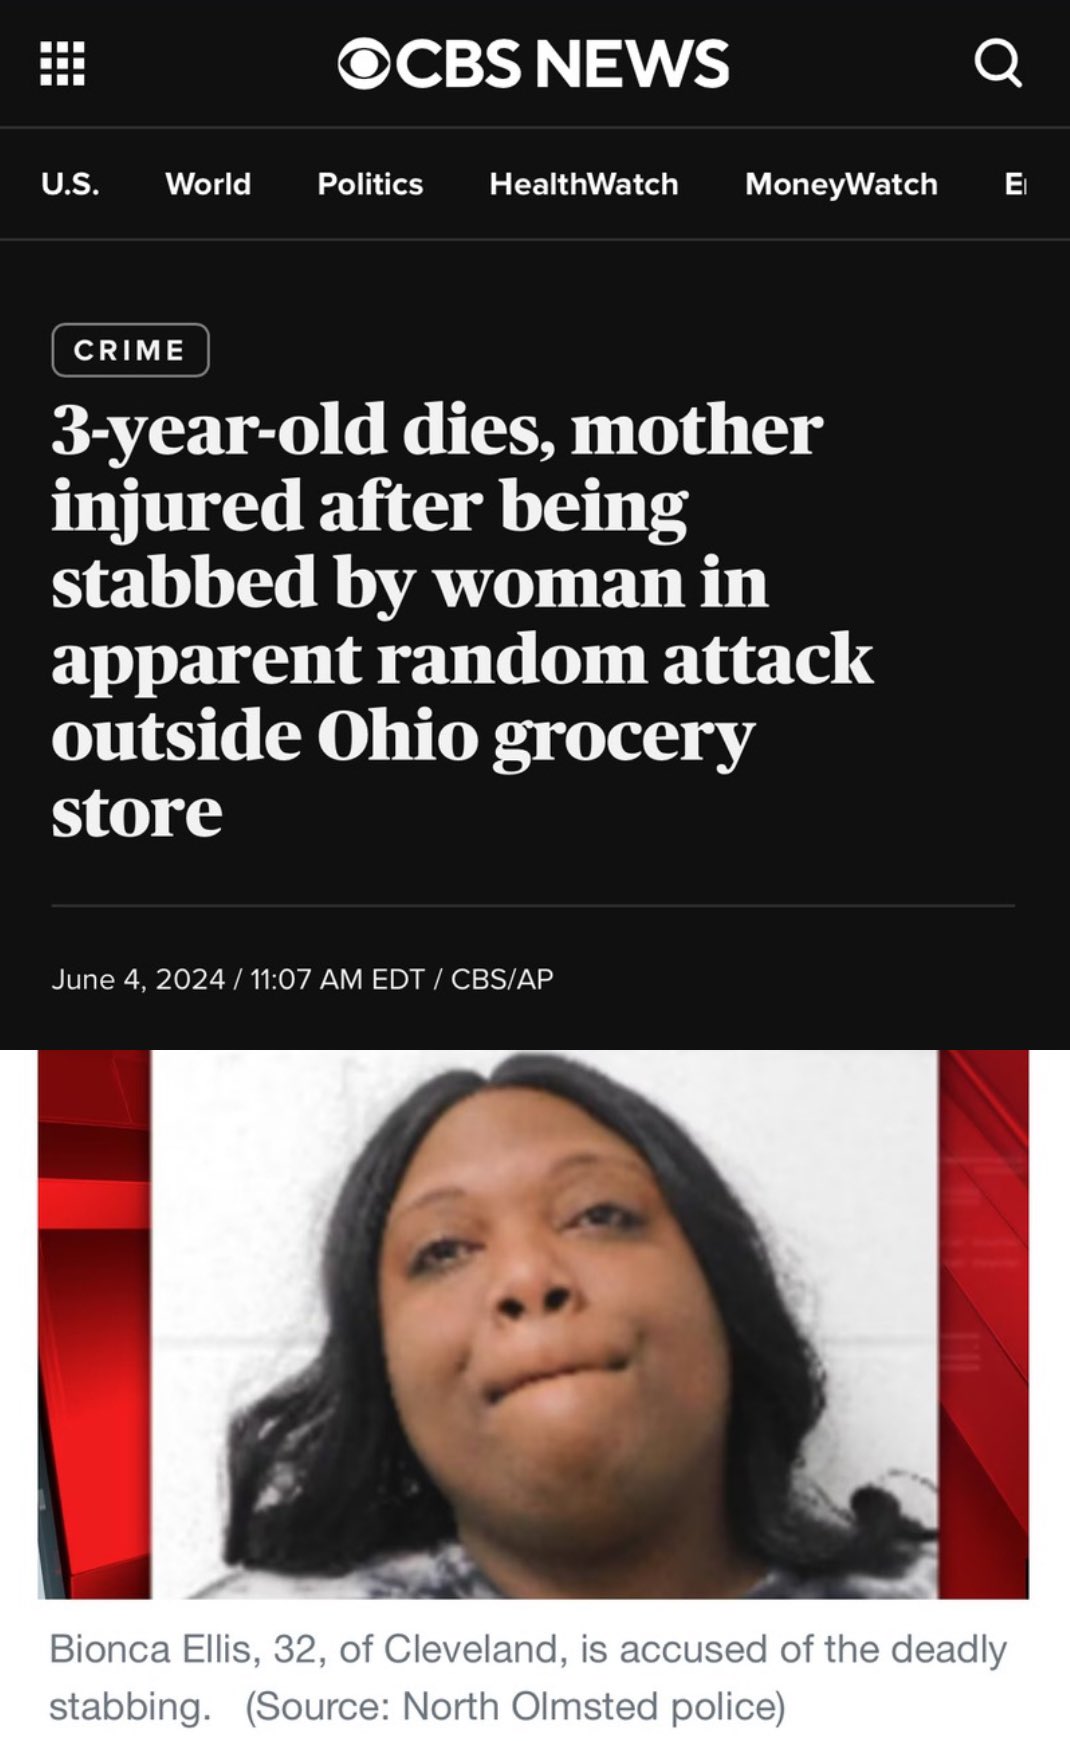 CBS NEWS
U.S. World Politics HealthWatch MoneyWatch
CRIME
3-year-old dies, mother
injured after being
stabbed by woman in
apparent random attack
outside Ohio grocery
store
June 4, 2024 / 11:07 AM EDT / CBS/AP
Bionca Ellis, 32, of Cleveland, is accused of the deadly
stabbing. (Source: North Olmsted police)